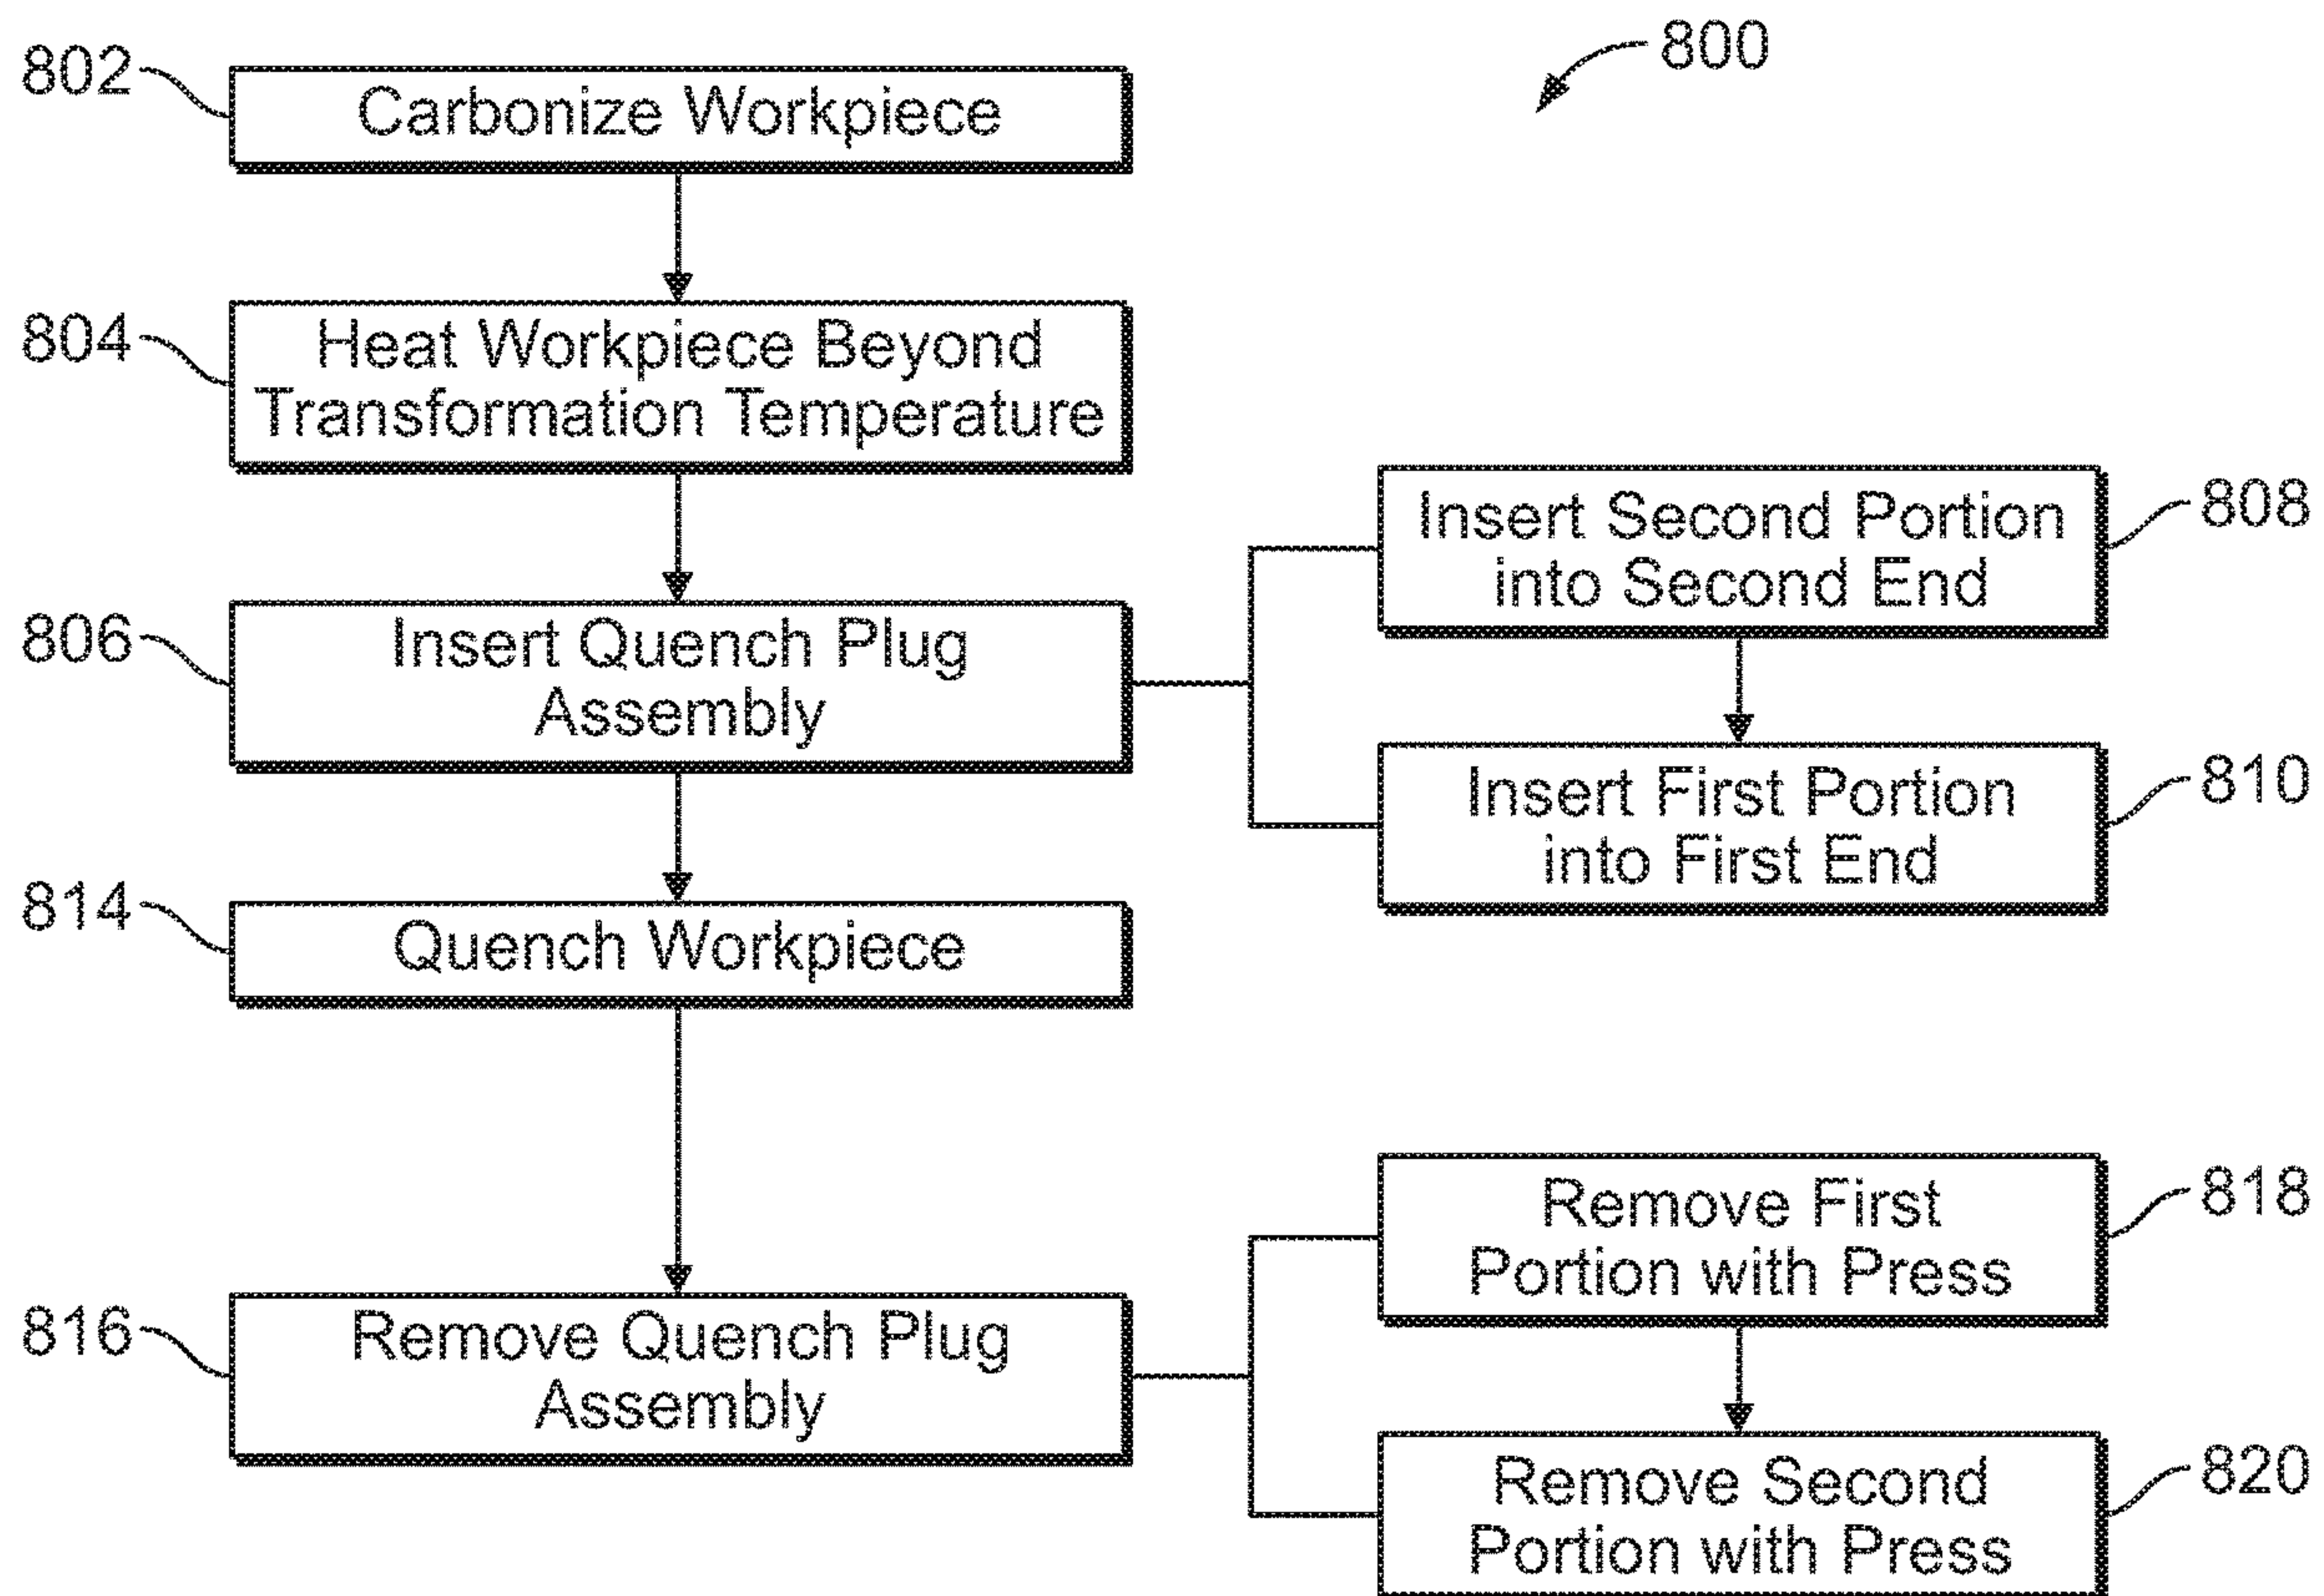 800
802
Carbonize Workpiece
804
Heat Workpiece Beyond
Transformation Temperature
806
Insert Quench Plug
Assembly
808
Insert Second Portion
into Second End
810
Insert First Portion
into First End
814
Quench Workpiece
816
Remove Quench Plug
Assembly
818
Remove First
Portion with Press
820
Remove Second
Portion with Press